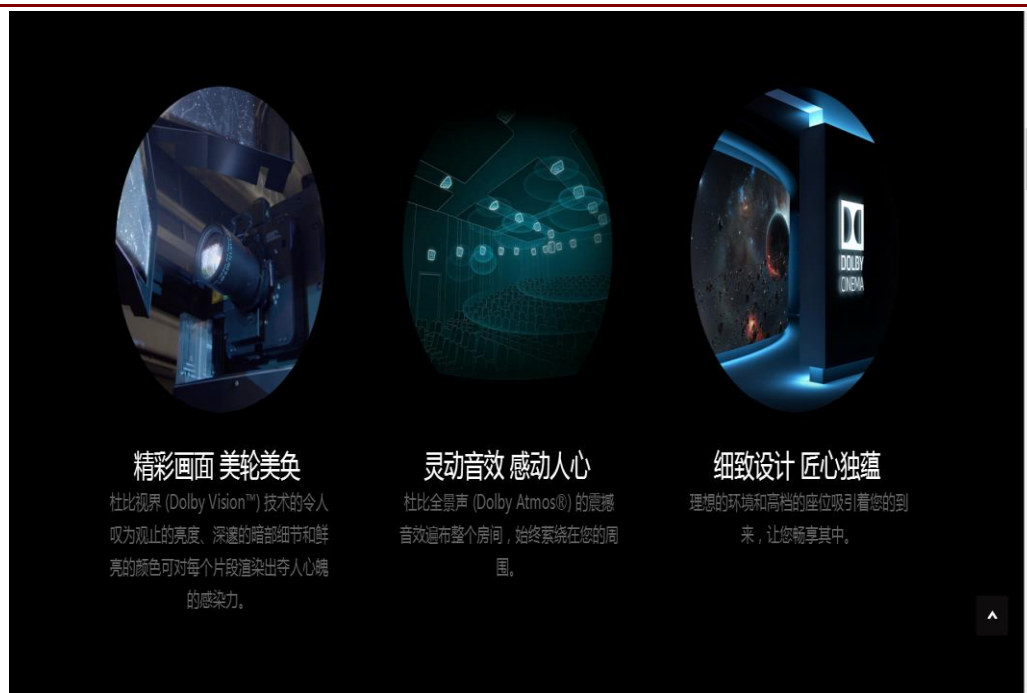 DOLBY
CINEMA
精彩画面 美轮美奂
杜比视界 (Dolby Vision™) 技术的令人
叹为观止的亮度、深邃的暗部细节和鲜
亮的颜色可对每个片段渲染出夺人心魄
的感染力。
灵动音效 感动人心
杜比全景声 (Dolby Atmos®) 的震撼
音效遍布整个房间，始终萦绕在您的周
围。
细致设计 匠心独蕴
理想的环境和高档的座位吸引着您的到
来，让您畅享其中。